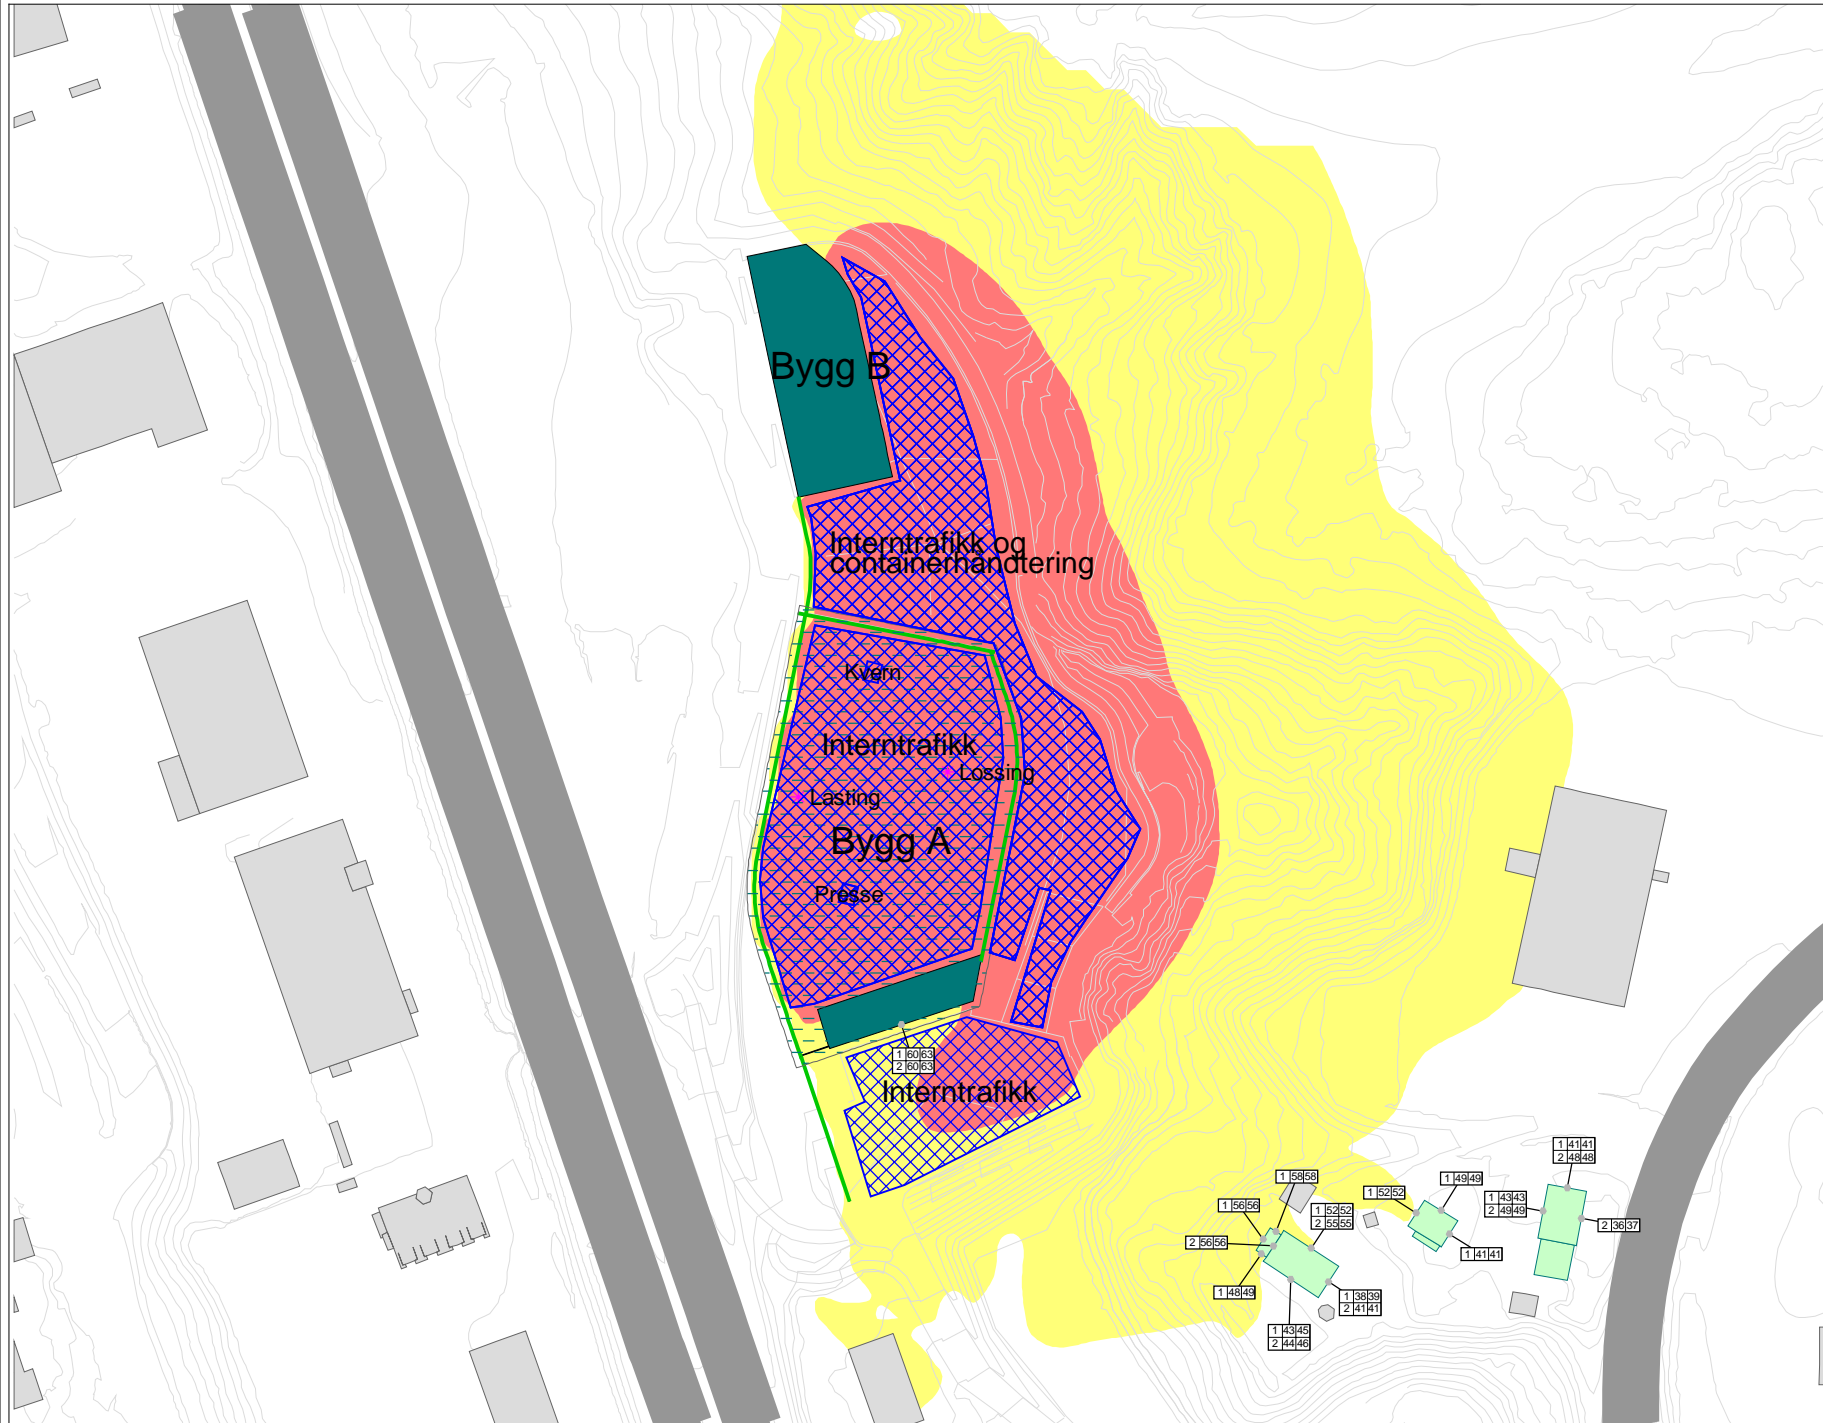 Bygg B
Interntrafikk og
containerhåndtering
Kvern
Interntrafikk
Lossing
Lasting
Bygg A
Presse
1 60 63
2 60 63
Interntrafikk
1 41 41
2 48 48
1 58 58
1 49 49
1 52 52
1 43 43
2 49 49
1 56 56
1 52 52
2 55 55
2 36 37
2 56 56
1 41 41
1 48 49
1 38 39
2 41 41
1 43 45
2 44 46